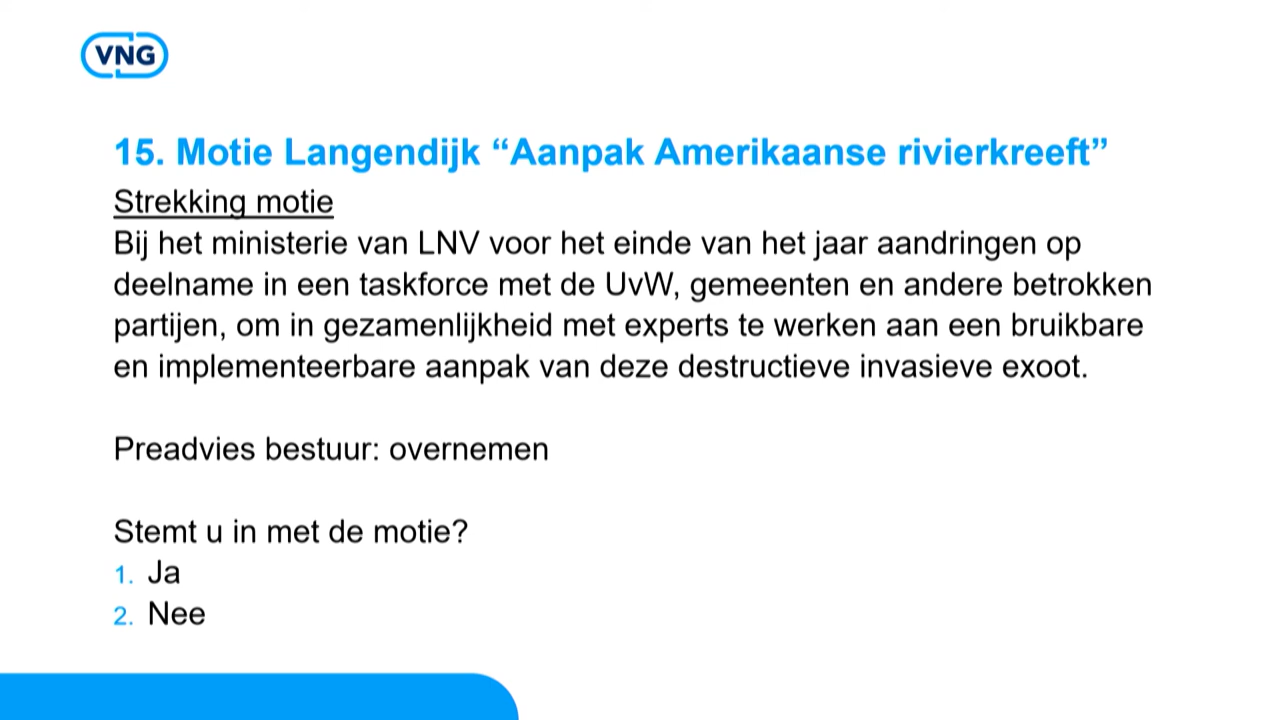 VNG
15. Motie Langendijk “Aanpak Amerikaanse rivierkreeft”
Strekking motie
Bij het ministerie van LNV voor het einde van het jaar aandringen op
deelname in een taskforce met de UvW, gemeenten en andere betrokken
partijen, om in gezamenlijkheid met experts te werken aan een bruikbare
en implementeerbare aanpak van deze destructieve invasieve exoot.
Preadvies bestuur: overnemen
Stemt u in met de motie?
1. Ja
2. Nee